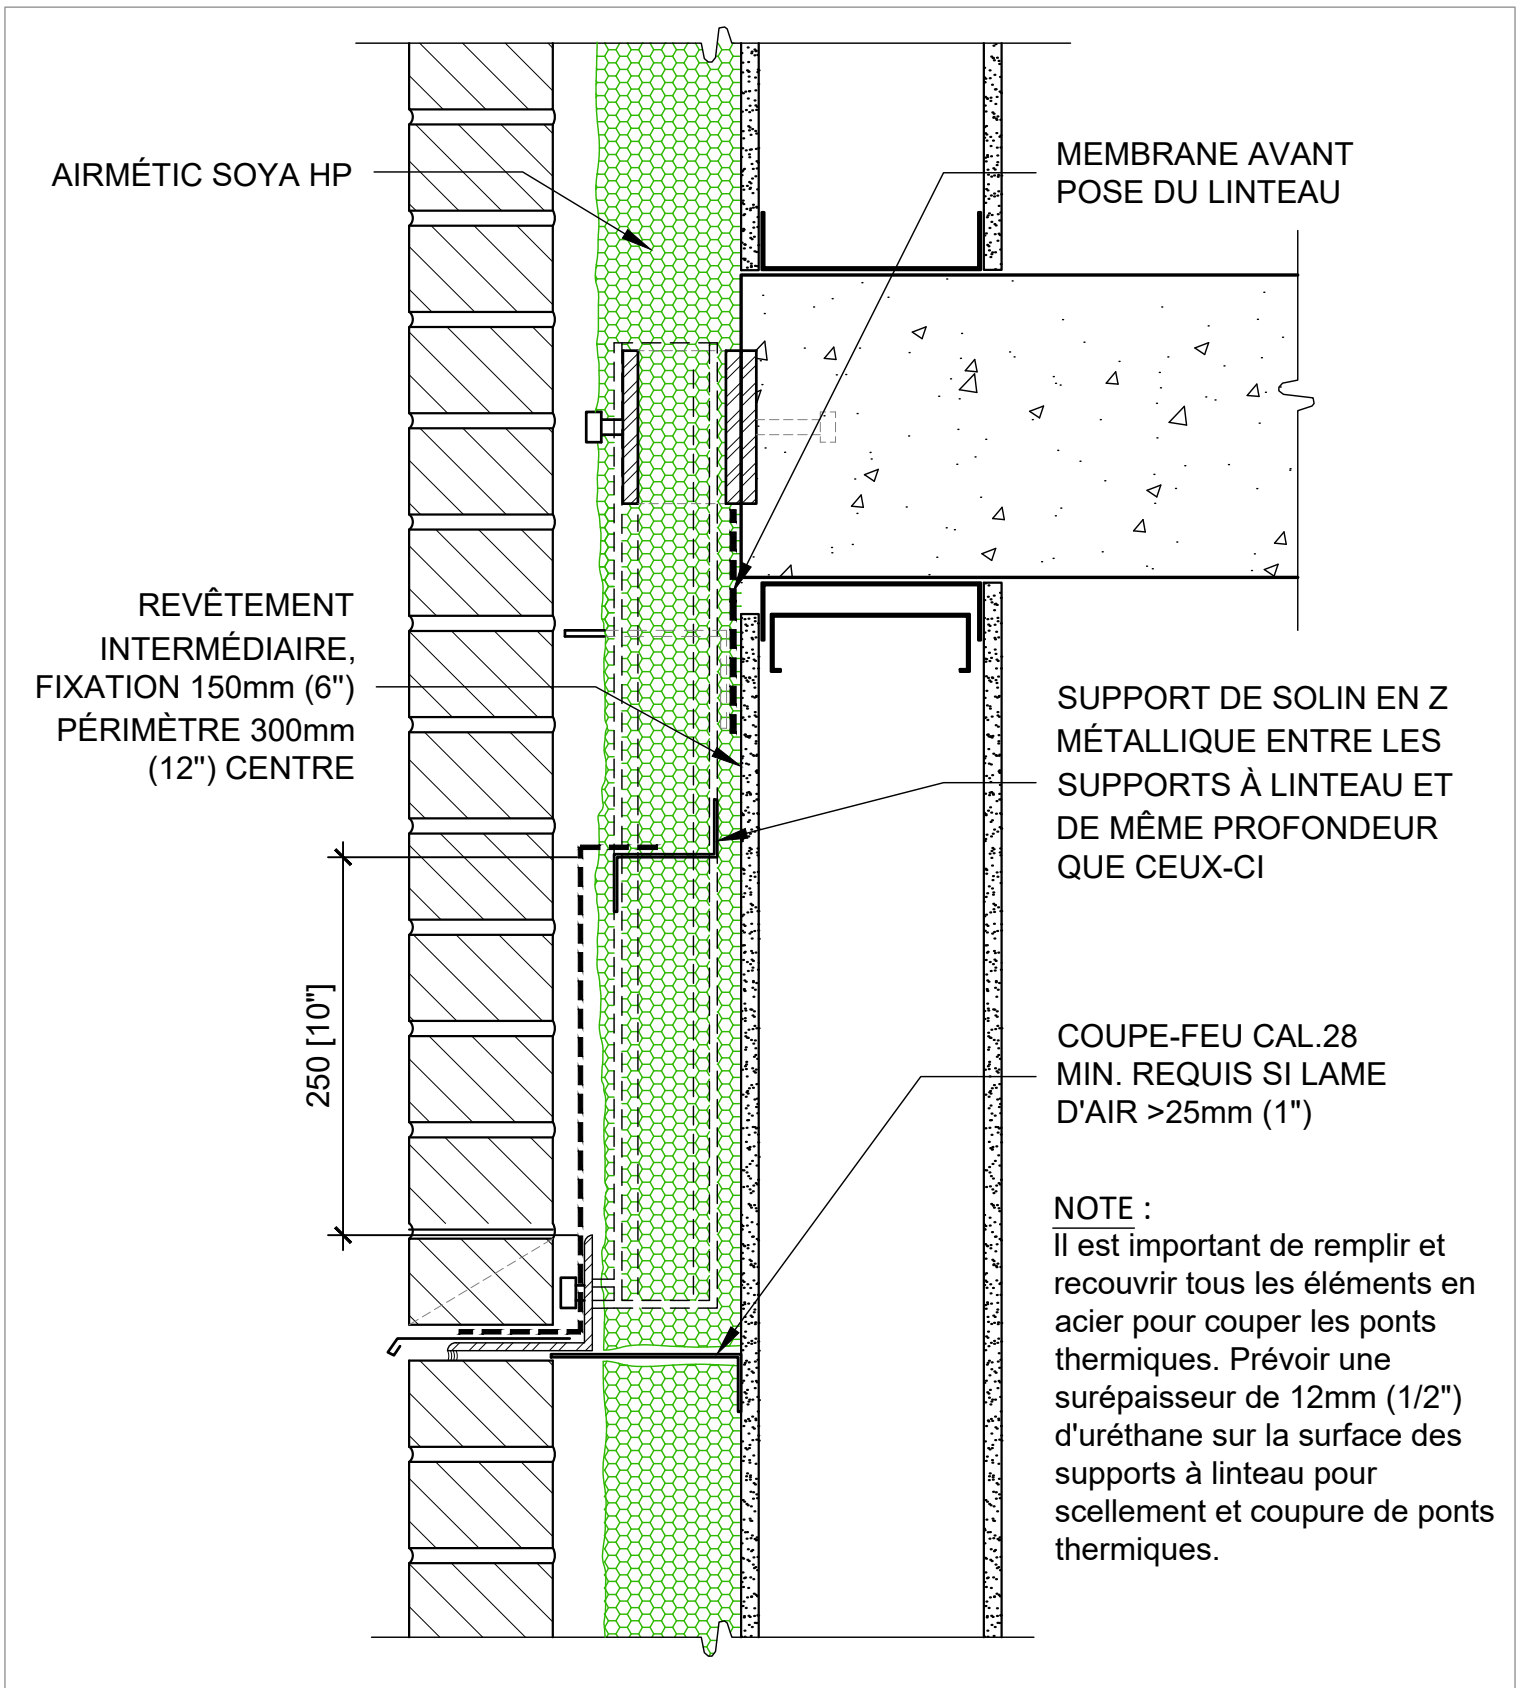 AIRMÉTIC SOYA HP
MEMBRANE AVANT
POSE DU LINTEAU
REVÊTEMENT
INTERMÉDIAIRE,
FIXATION 150mm (6")
PÉRIMÈTRE 300mm
(12") CENTRE
SUPPORT DE SOLIN EN Z
MÉTALLIQUE ENTRE LES
SUPPORTS À LINTEAU ET
DE MÊME PROFONDEUR
QUE CEUX-CI
250 [10"]
COUPE-FEU CAL.28
MIN. REQUIS SI LAME
D'AIR >25mm (1")
NOTE :
Il est important de remplir et
recouvrir tous les éléments en
acier pour couper les ponts
thermiques. Prévoir une
surépaisseur de 12mm (1/2")
d'uréthane sur la surface des
supports à linteau pour
scellement et coupure de ponts
thermiques.